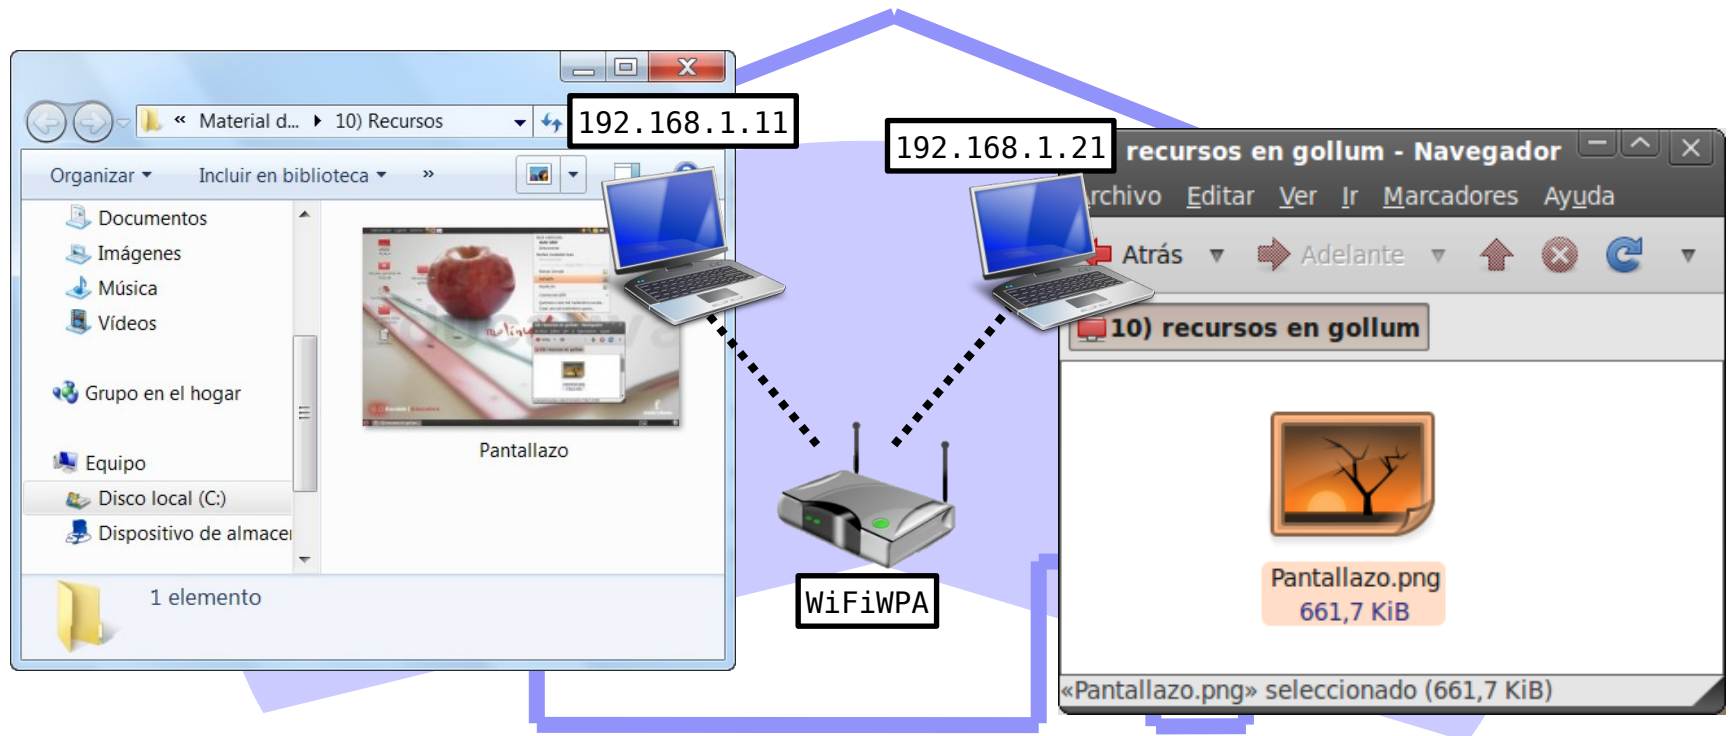 « Material d... ▸ 10) Recursos
192.168.1.11
Organizar
Incluir en biblioteca
»
Documentos
Imágenes
Música
Vídeos
Grupo en el hogar
Equipo
Disco local (C:)
Dispositivo de almacen
Pantallazo
1 elemento
WiFiWPA
192.168.1.21
recursos en gollum - Navegador
rchivo Editar Ver Ir Marcadores Ayuda
Atrás
Adelante
10) recursos en gollum
Pantallazo.png
661,7 KiB
«Pantallazo.png» seleccionado (661,7 KiB)